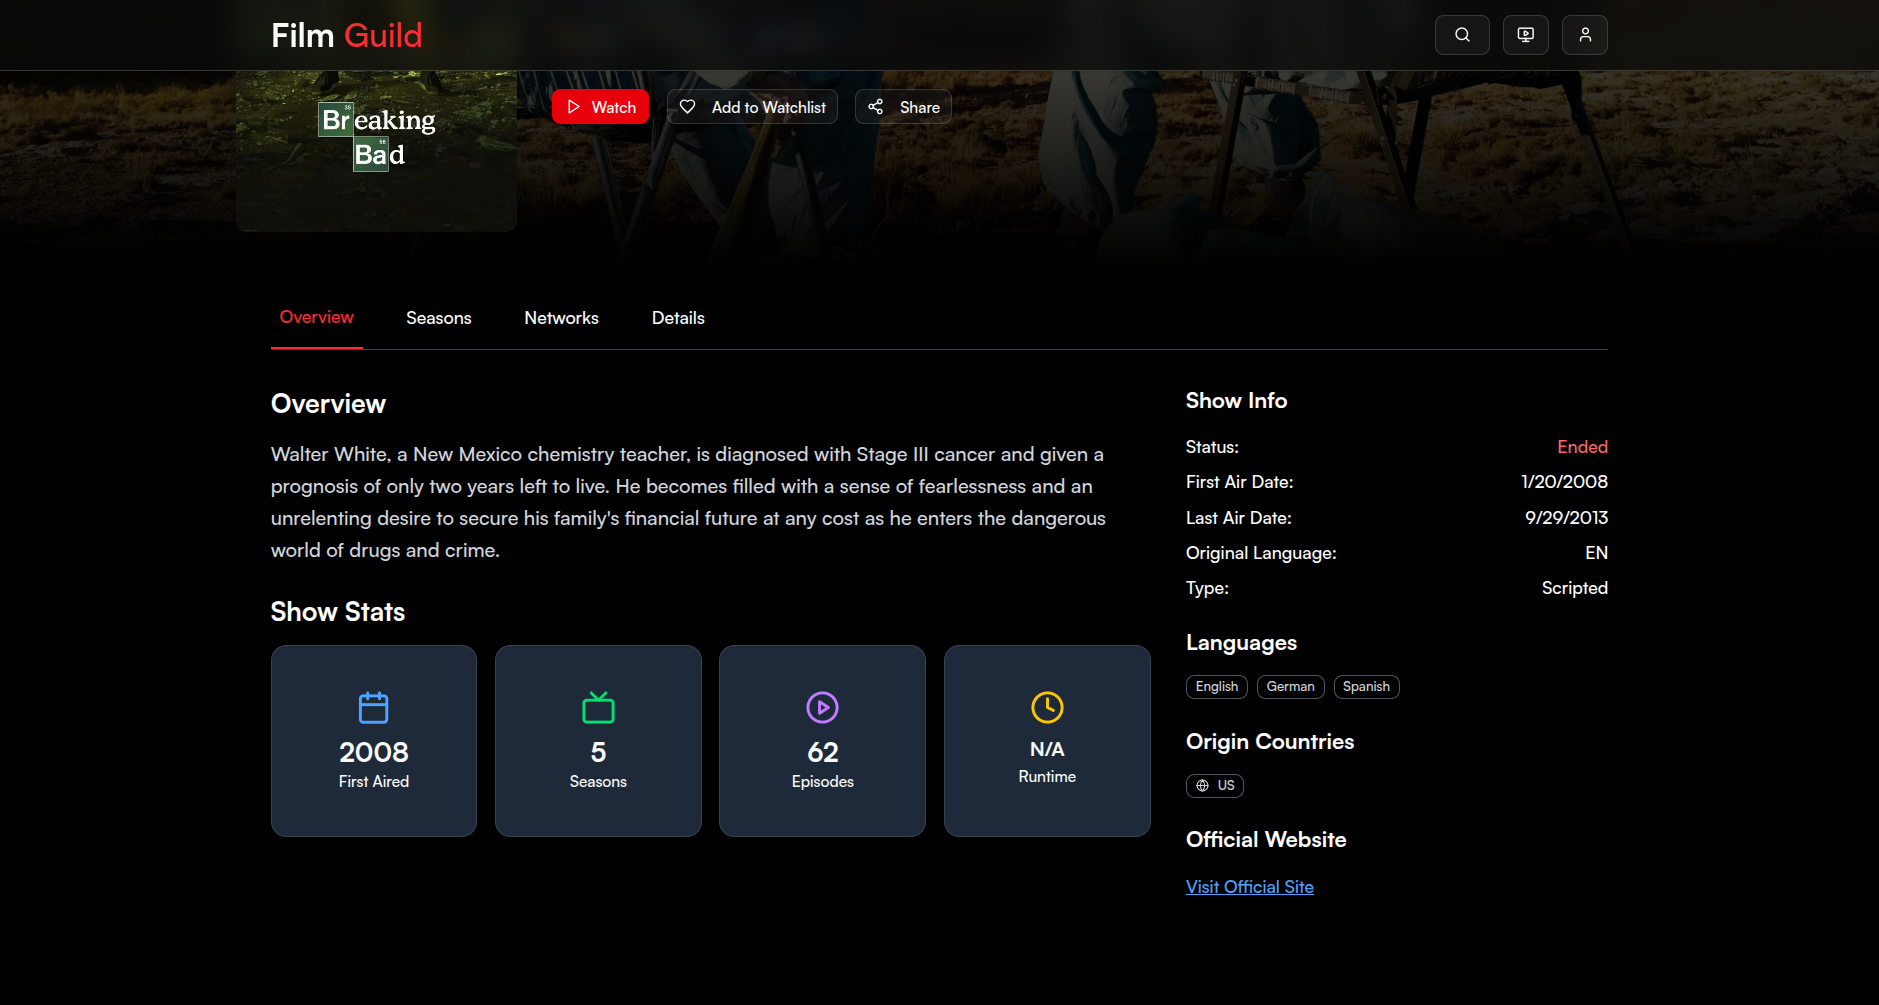 Film Guild
35
Breaking
56
Bad
Watch
Add to Watchlist
Share
Overview
Seasons
Networks
Details
Overview
Walter White, a New Mexico chemistry teacher, is diagnosed with Stage III cancer and given a
prognosis of only two years left to live. He becomes filled with a sense of fearlessness and an
unrelenting desire to secure his family's financial future at any cost as he enters the dangerous
world of drugs and crime.
Show Stats
2008
First Aired
5
Seasons
62
Episodes
N/A
Runtime
Show Info
Status: Ended
First Air Date: 1/20/2008
Last Air Date: 9/29/2013
Original Language: EN
Type: Scripted
Languages
English
German
Spanish
Origin Countries
US
Official Website
Visit Official Site